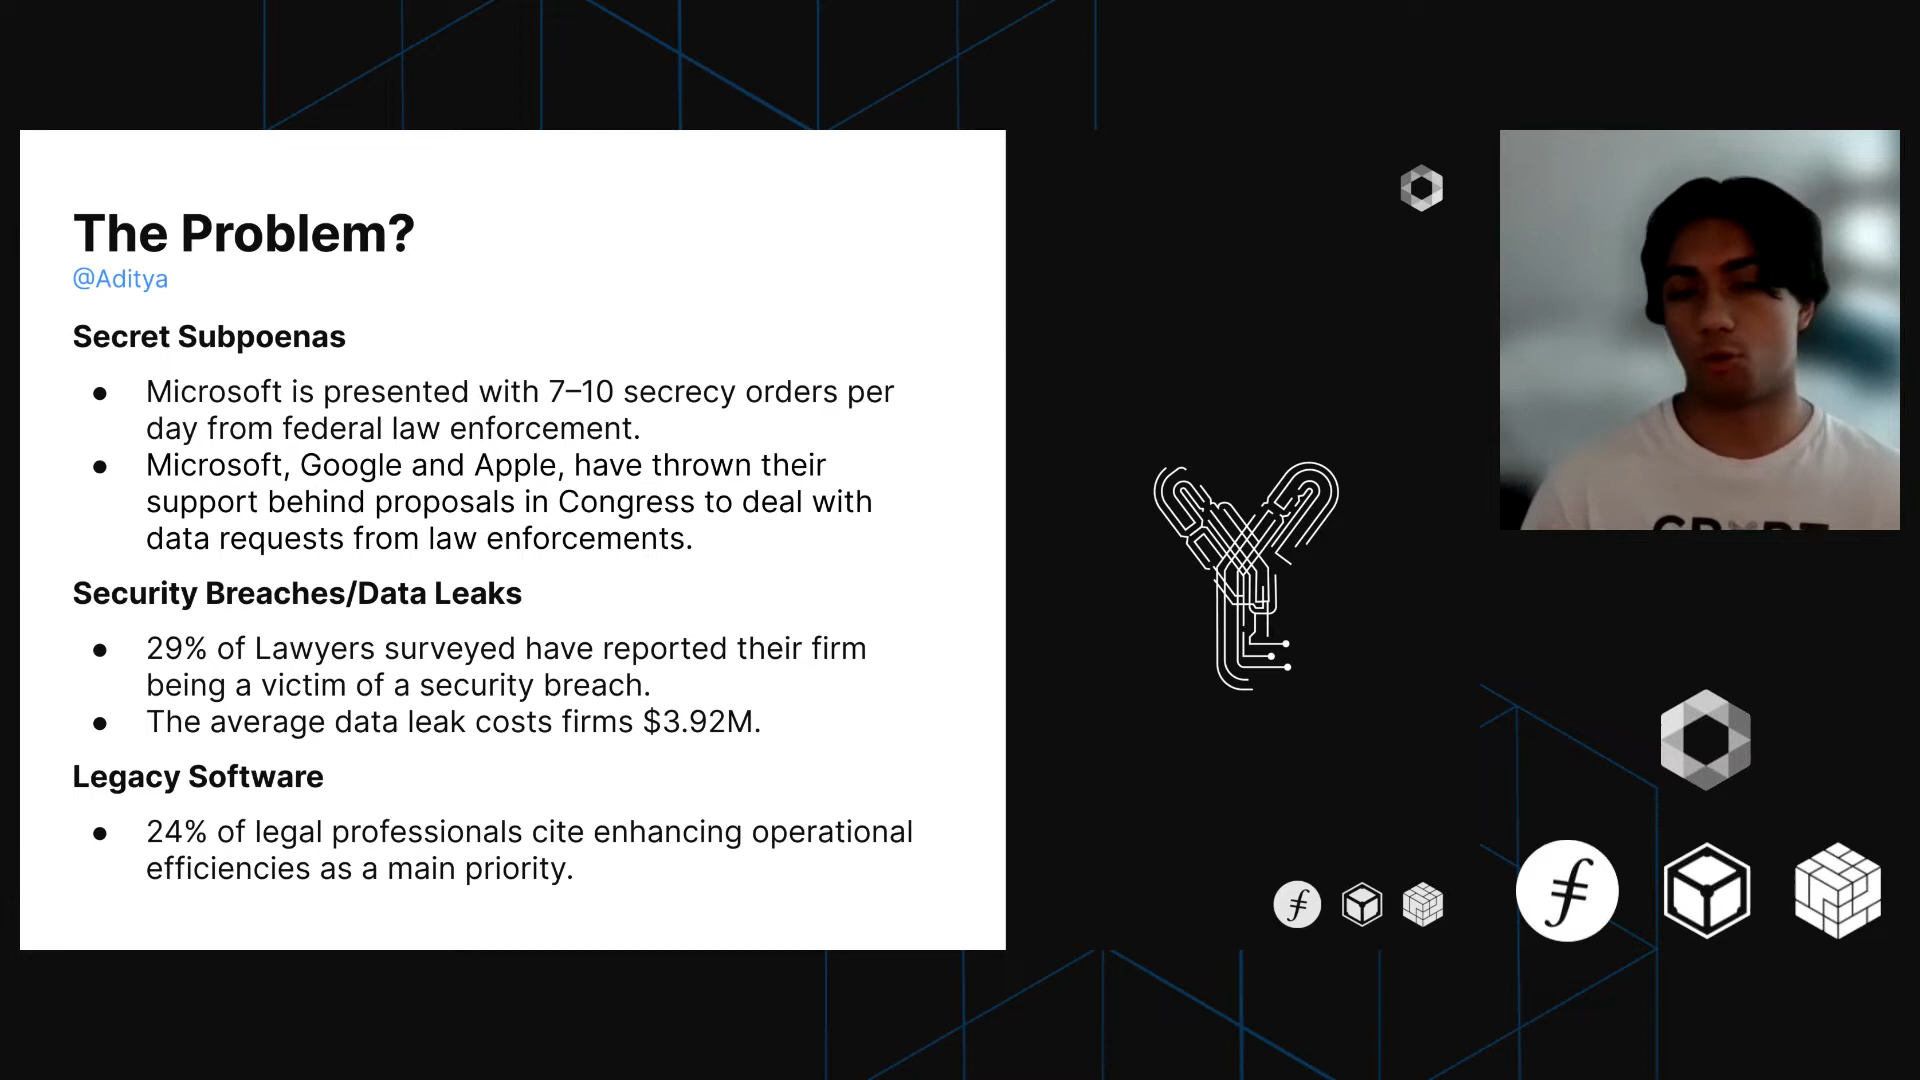 The Problem?
@Aditya
Secret Subpoenas
● Microsoft is presented with 7–10 secrecy orders per
day from federal law enforcement.
● Microsoft, Google and Apple, have thrown their
support behind proposals in Congress to deal with
data requests from law enforcements.
Security Breaches/Data Leaks
● 29% of Lawyers surveyed have reported their firm
being a victim of a security breach.
● The average data leak costs firms $3.92M.
Legacy Software
● 24% of legal professionals cite enhancing operational
efficiencies as a main priority.